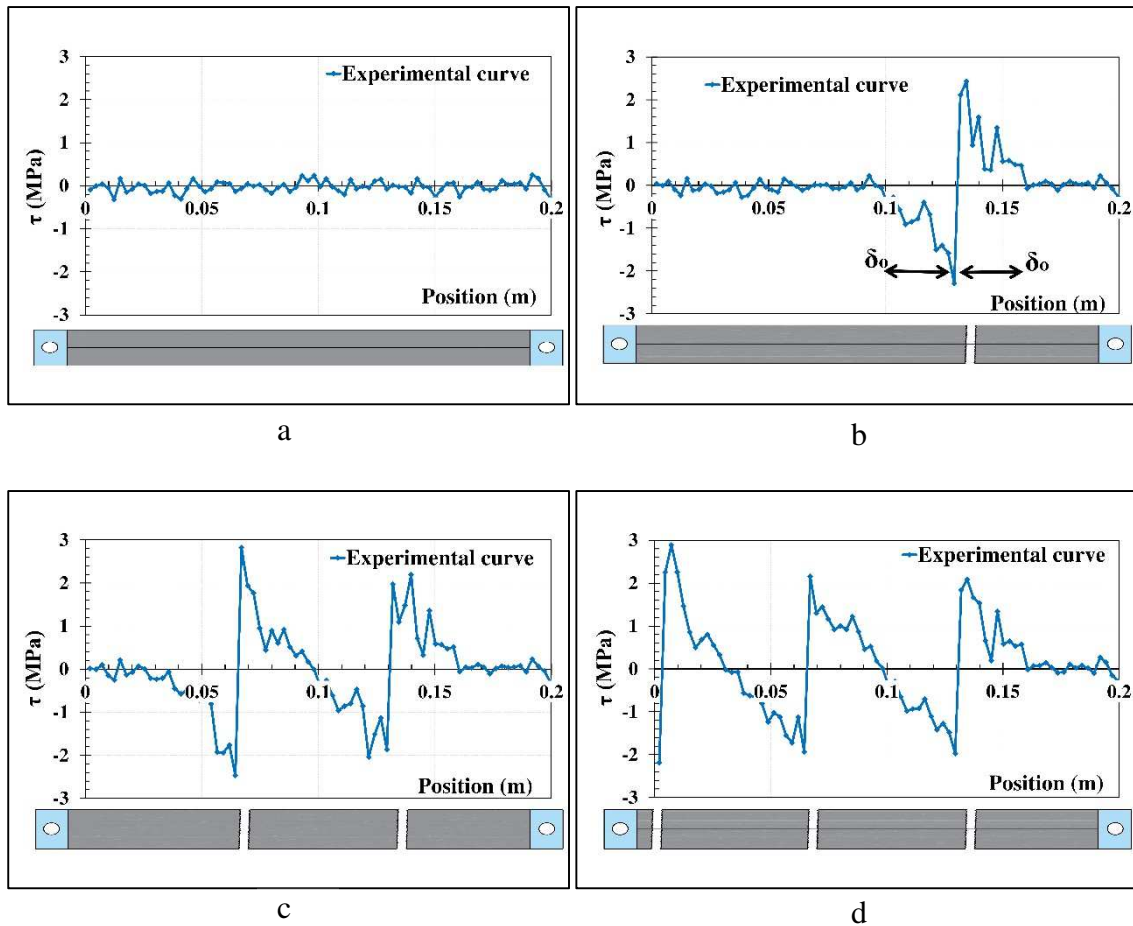 3
2
1
0
-1
-2
-3
τ (MPa)
Experimental curve
0 0.05 0.1 0.15 0.2
Position (m)
a
3
2
1
0
-1
-2
-3
τ (MPa)
Experimental curve
0 0.05 0.1 0.15 0.2
δ₀ δ₀
Position (m)
b
3
2
1
0
-1
-2
-3
τ (MPa)
Experimental curve
0 0.05 0.1 0.15 0.2
Position (m)
c
3
2
1
0
-1
-2
-3
τ (MPa)
Experimental curve
0 0.05 0.1 0.15 0.2
Position (m)
d